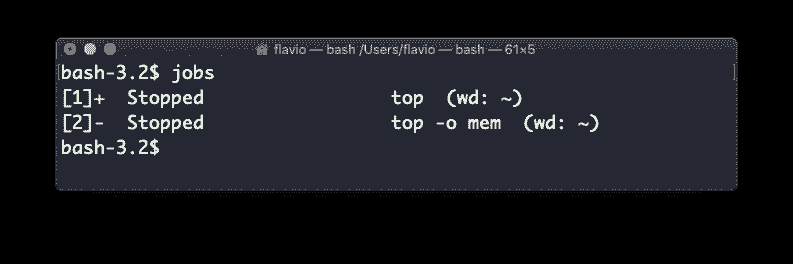 flavio — bash /Users/flavio — bash — 61×5
bash-3.2$ jobs
[1]+  Stopped                 top  (wd: ~)
[2]-  Stopped                 top -o mem  (wd: ~)
bash-3.2$